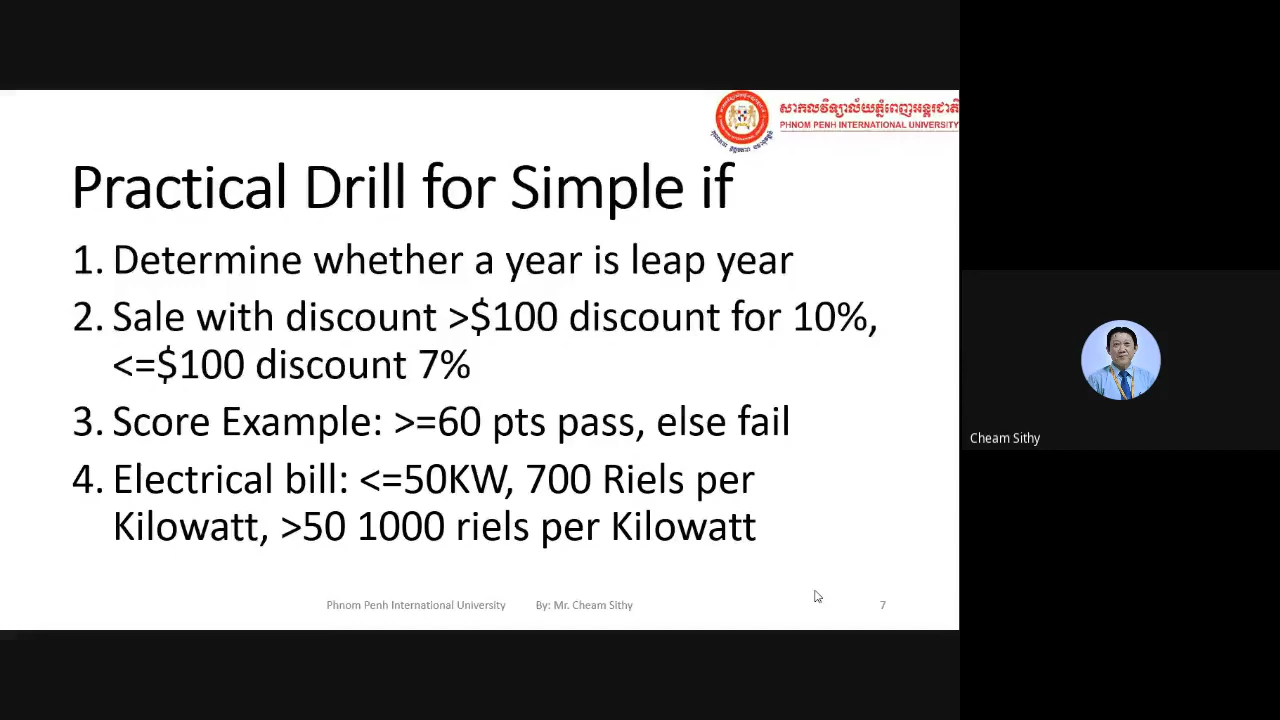 សាកលវិទ្យាល័យភ្នំពេញអន្តរជាតិ
PHNOM PENH INTERNATIONAL UNIVERSITY
Practical Drill for Simple if
1. Determine whether a year is leap year
2. Sale with discount >$100 discount for 10%,
<=$100 discount 7%
3. Score Example: >=60 pts pass, else fail
4. Electrical bill: <=50KW, 700 Riels per
Kilowatt, >50 1000 riels per Kilowatt
Phnom Penh International University By: Mr. Cheam Sithy 7
Cheam Sithy